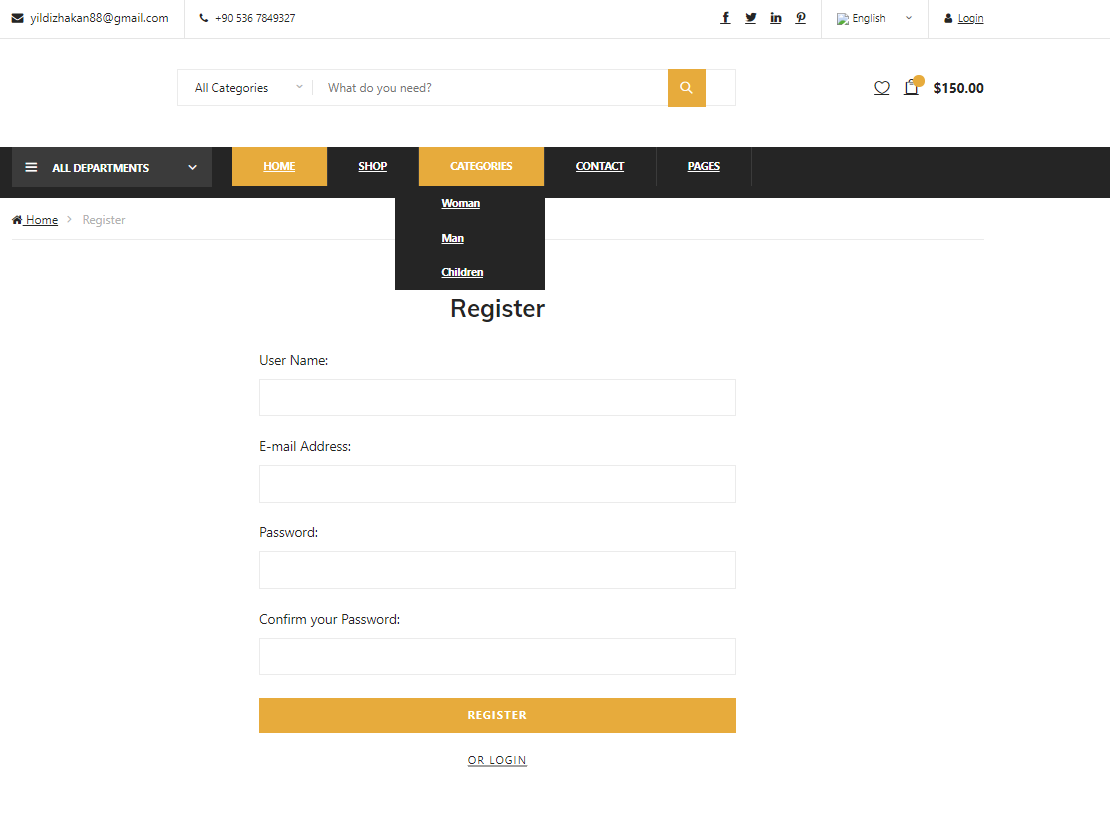 yildizhakan88@gmail.com +90 536 7849327 English Login
All Categories What do you need? $150.00
ALL DEPARTMENTS HOME SHOP CATEGORIES CONTACT PAGES
Woman
Man
Children
Home Register
Register
User Name:
E-mail Address:
Password:
Confirm your Password:
REGISTER
OR LOGIN